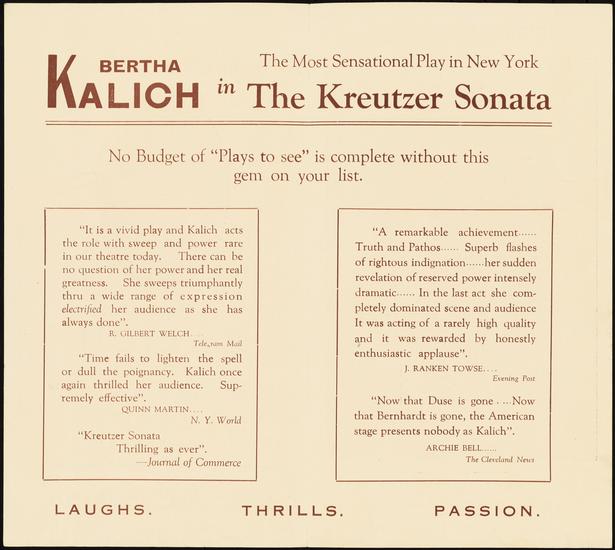 BERTHA
KALICH
in
The Most Sensational Play in New York
The Kreutzer Sonata
No Budget of “Plays to see” is complete without this
gem on your list.
“It is a vivid play and Kalich acts
the role with sweep and power rare
in our theatre today. There can be
no question of her power and her real
greatness. She sweeps triumphantly
thru a wide range of expression
electrified her audience as she has
always done”.
R. GILBERT WELCH....
Telegram Mail
“Time fails to lighten the spell
or dull the poignancy. Kalich once
again thrilled her audience. Sup-
remely effective”.
QUINN MARTIN....
N. Y. World
“Kreutzer Sonata
Thrilling as ever”.
—Journal of Commerce
“A remarkable achievement......
Truth and Pathos...... Superb flashes
of rightous indignation......her sudden
revelation of reserved power intensely
dramatic...... In the last act she com-
pletely dominated scene and audience
It was acting of a rarely high quality
and it was rewarded by honestly
enthusiastic applause”.
J. RANKEN TOWSE....
Evening Post
“Now that Duse is gone ....Now
that Bernhardt is gone, the American
stage presents nobody as Kalich”.
ARCHIE BELL......
The Cleveland News
LAUGHS. THRILLS. PASSION.